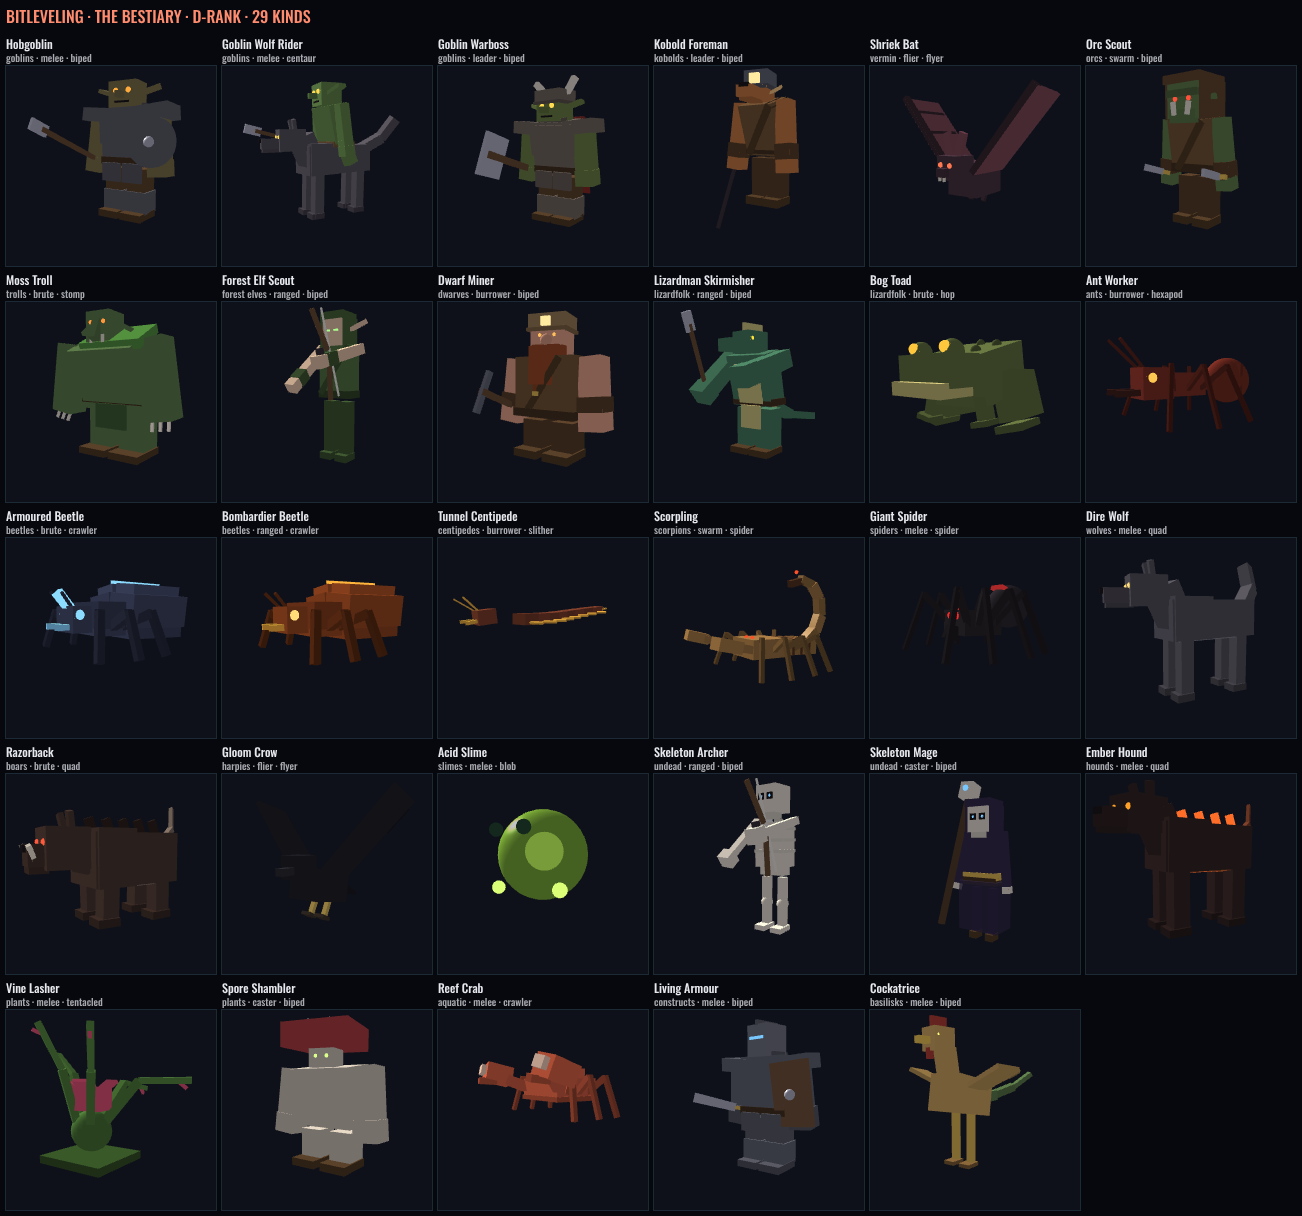 BITLEVELING · THE BESTIARY · D-RANK · 29 KINDS
Hobgoblin
goblins · melee · biped
Goblin Wolf Rider
goblins · melee · centaur
Goblin Warboss
goblins · leader · biped
Kobold Foreman
kobolds · leader · biped
Shriek Bat
vermin · flier · flyer
Orc Scout
orcs · swarm · biped
Moss Troll
trolls · brute · stomp
Forest Elf Scout
forest elves · ranged · biped
Dwarf Miner
dwarves · burrower · biped
Lizardman Skirmisher
lizardfolk · ranged · biped
Bog Toad
lizardfolk · brute · hop
Ant Worker
ants · burrower · hexapod
Armoured Beetle
beetles · brute · crawler
Bombardier Beetle
beetles · ranged · crawler
Tunnel Centipede
centipedes · burrower · slither
Scorpling
scorpions · swarm · spider
Giant Spider
spiders · melee · spider
Dire Wolf
wolves · melee · quad
Razorback
boars · brute · quad
Gloom Crow
harpies · flier · flyer
Acid Slime
slimes · melee · blob
Skeleton Archer
undead · ranged · biped
Skeleton Mage
undead · caster · biped
Ember Hound
hounds · melee · quad
Vine Lasher
plants · melee · tentacled
Spore Shambler
plants · caster · biped
Reef Crab
aquatic · melee · crawler
Living Armour
constructs · melee · biped
Cockatrice
basilisks · melee · biped